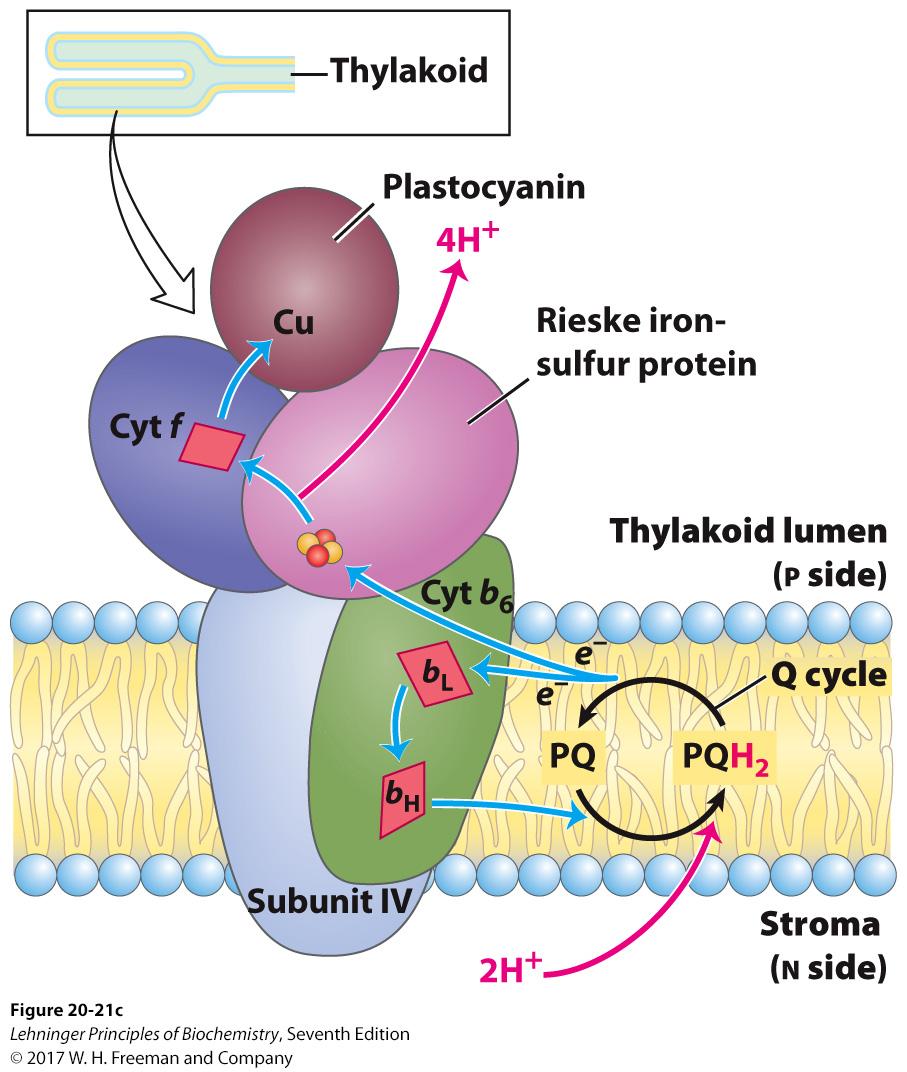 Thylakoid
Plastocyanin
4H⁺
Cu
Rieske iron-
sulfur protein
Cyt f
Thylakoid lumen
(P side)
Cyt b₆
e⁻
e⁻
Q cycle
bL
PQ
PQH₂
bH
Subunit IV
Stroma
(N side)
2H⁺
Figure 20-21c
Lehninger Principles of Biochemistry, Seventh Edition
© 2017 W. H. Freeman and Company